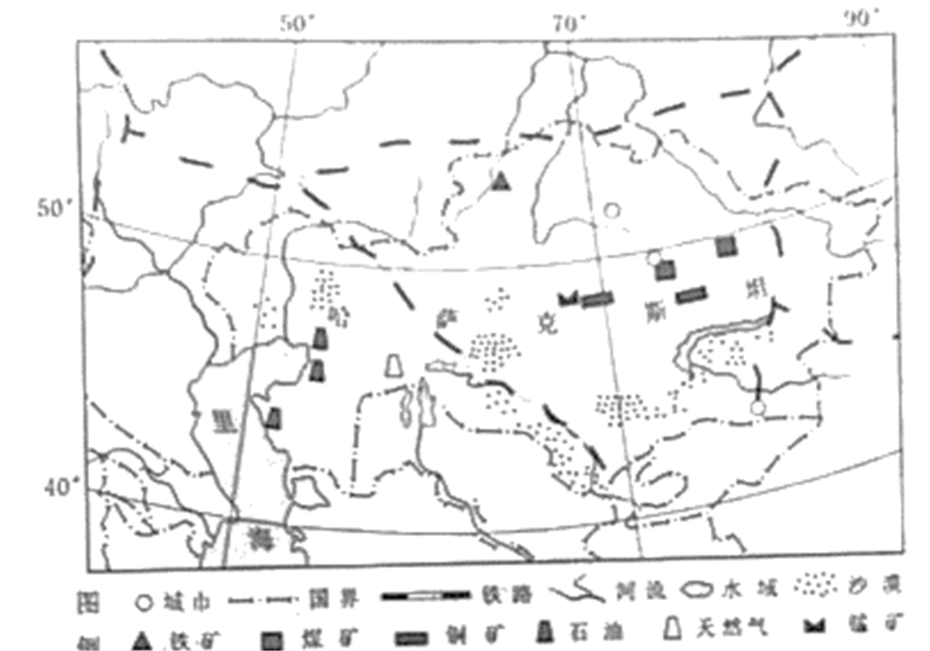 50° 70° 90°
50°
哈 萨 克 斯 坦
里
海
40°
图 城市 国界 铁路 河流 水域 沙漠
例 铁矿 煤矿 铜矿 石油 天然气 锰矿